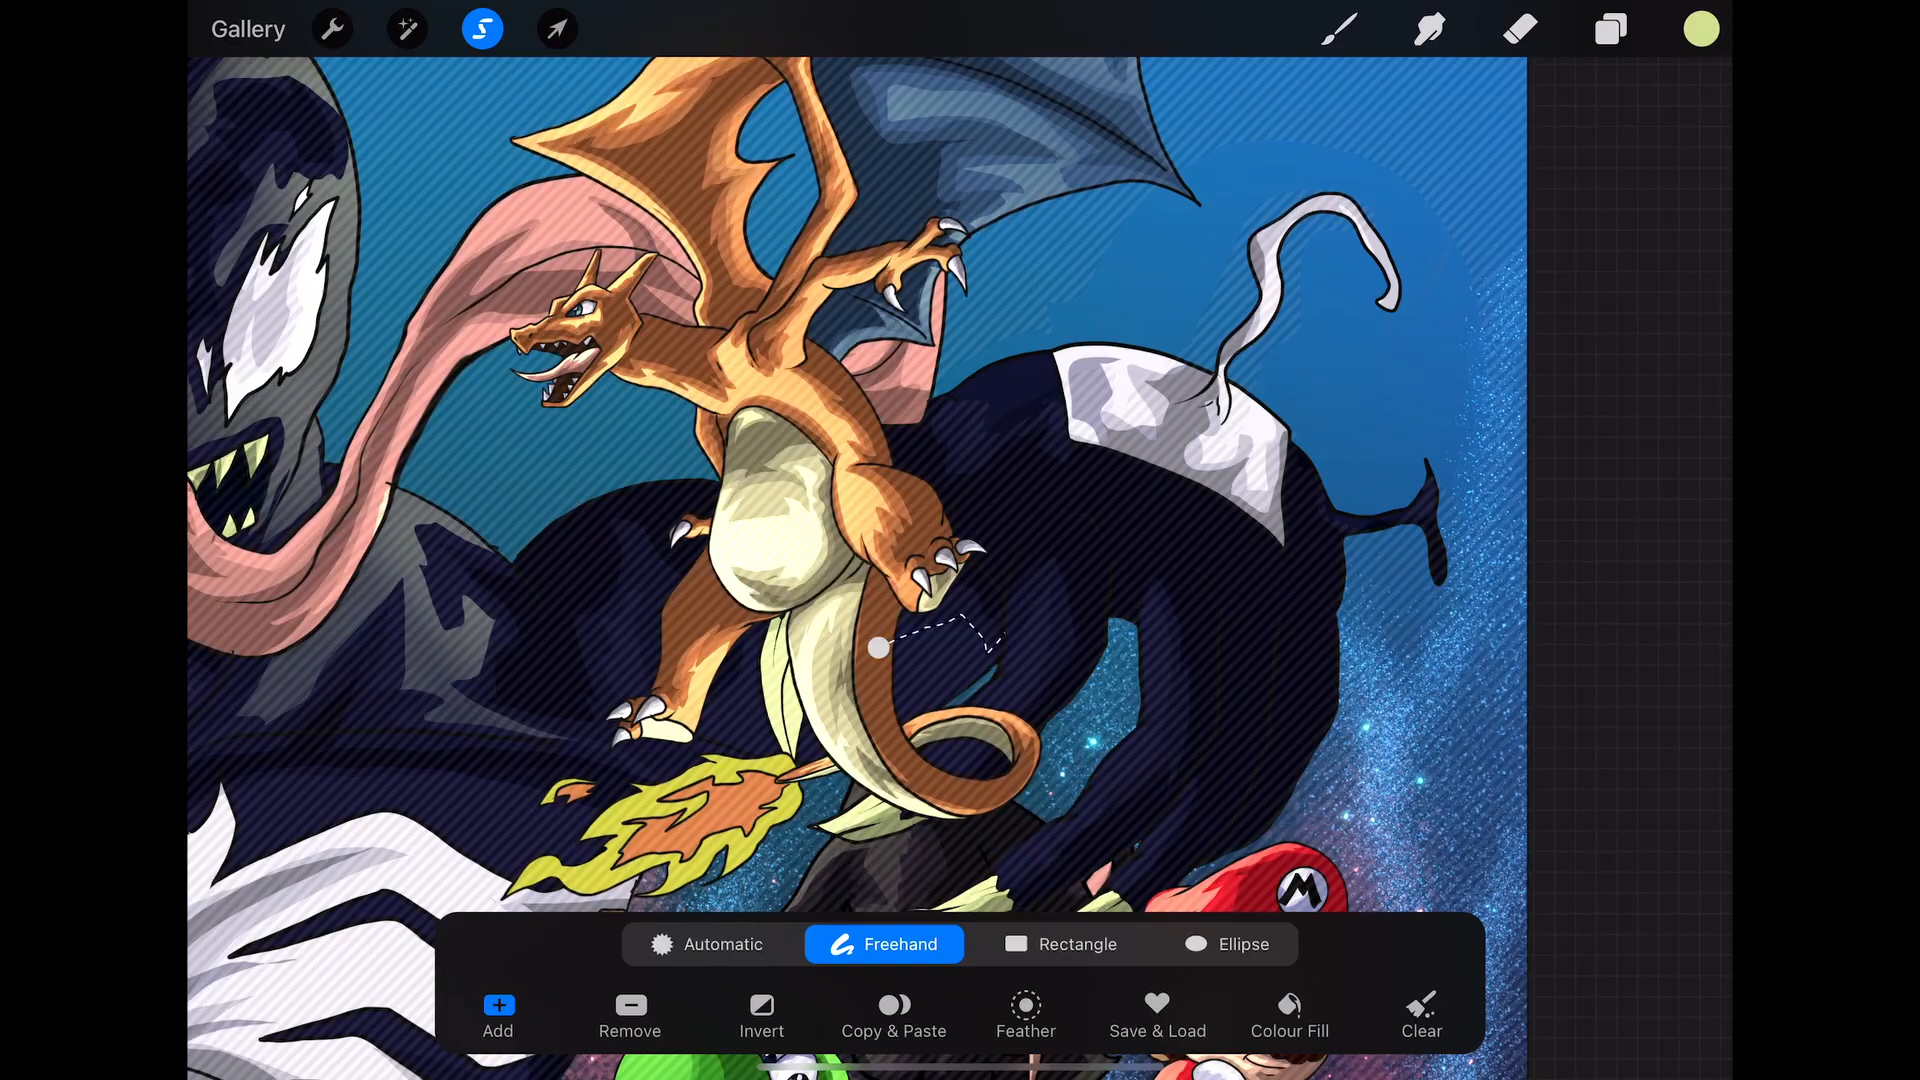 Gallery
M
Automatic
Freehand
Rectangle
Ellipse
Add
Remove
Invert
Copy & Paste
Feather
Save & Load
Colour Fill
Clear